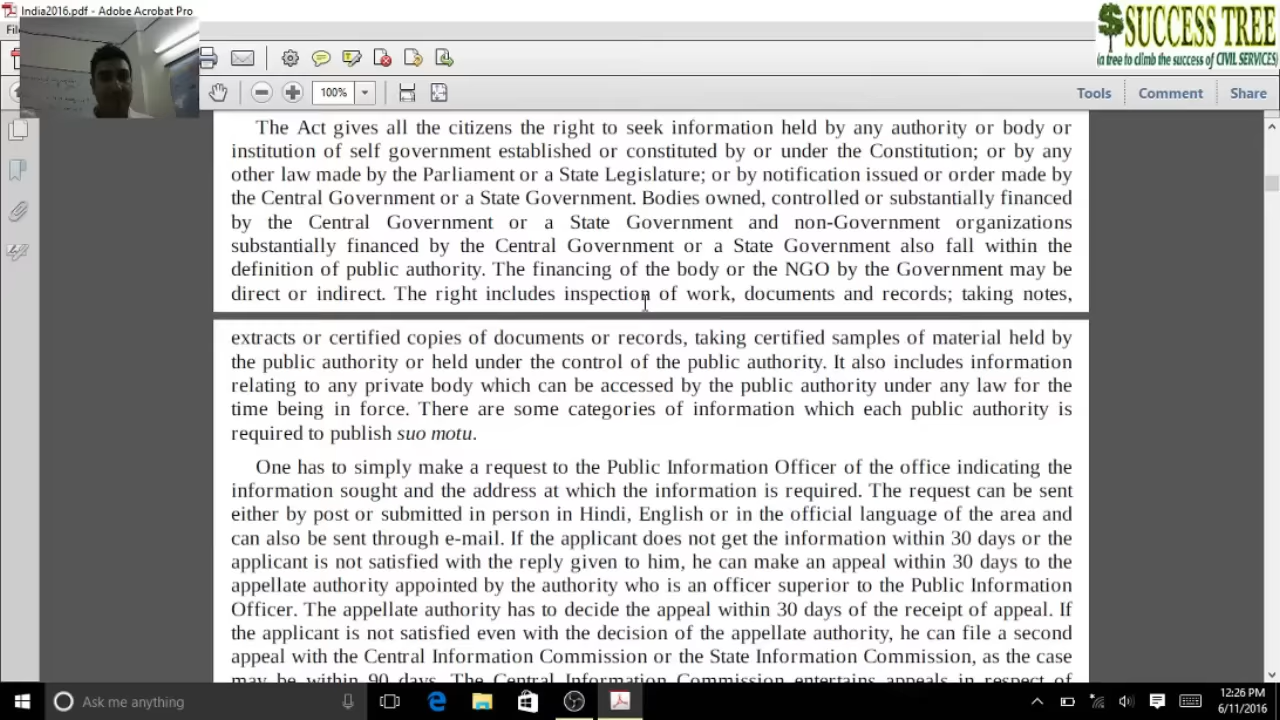 India2016.pdf - Adobe Acrobat Pro
SUCCESS TREE
(a tree to climb the success of CIVIL SERVICES)
100%
Tools
Comment
Share
The Act gives all the citizens the right to seek information held by any authority or body or
institution of self government established or constituted by or under the Constitution; or by any
other law made by the Parliament or a State Legislature; or by notification issued or order made by
the Central Government or a State Government. Bodies owned, controlled or substantially financed
by the Central Government or a State Government and non-Government organizations
substantially financed by the Central Government or a State Government also fall within the
definition of public authority. The financing of the body or the NGO by the Government may be
direct or indirect. The right includes inspection of work, documents and records; taking notes,
extracts or certified copies of documents or records, taking certified samples of material held by
the public authority or held under the control of the public authority. It also includes information
relating to any private body which can be accessed by the public authority under any law for the
time being in force. There are some categories of information which each public authority is
required to publish suo motu.
One has to simply make a request to the Public Information Officer of the office indicating the
information sought and the address at which the information is required. The request can be sent
either by post or submitted in person in Hindi, English or in the official language of the area and
can also be sent through e-mail. If the applicant does not get the information within 30 days or the
applicant is not satisfied with the reply given to him, he can make an appeal within 30 days to the
appellate authority appointed by the authority who is an officer superior to the Public Information
Officer. The appellate authority has to decide the appeal within 30 days of the receipt of appeal. If
the applicant is not satisfied even with the decision of the appellate authority, he can file a second
appeal with the Central Information Commission or the State Information Commission, as the case
may be within 90 days. The Central Information Commission entertains appeals in respect of
Ask me anything
12:26 PM
6/11/2016